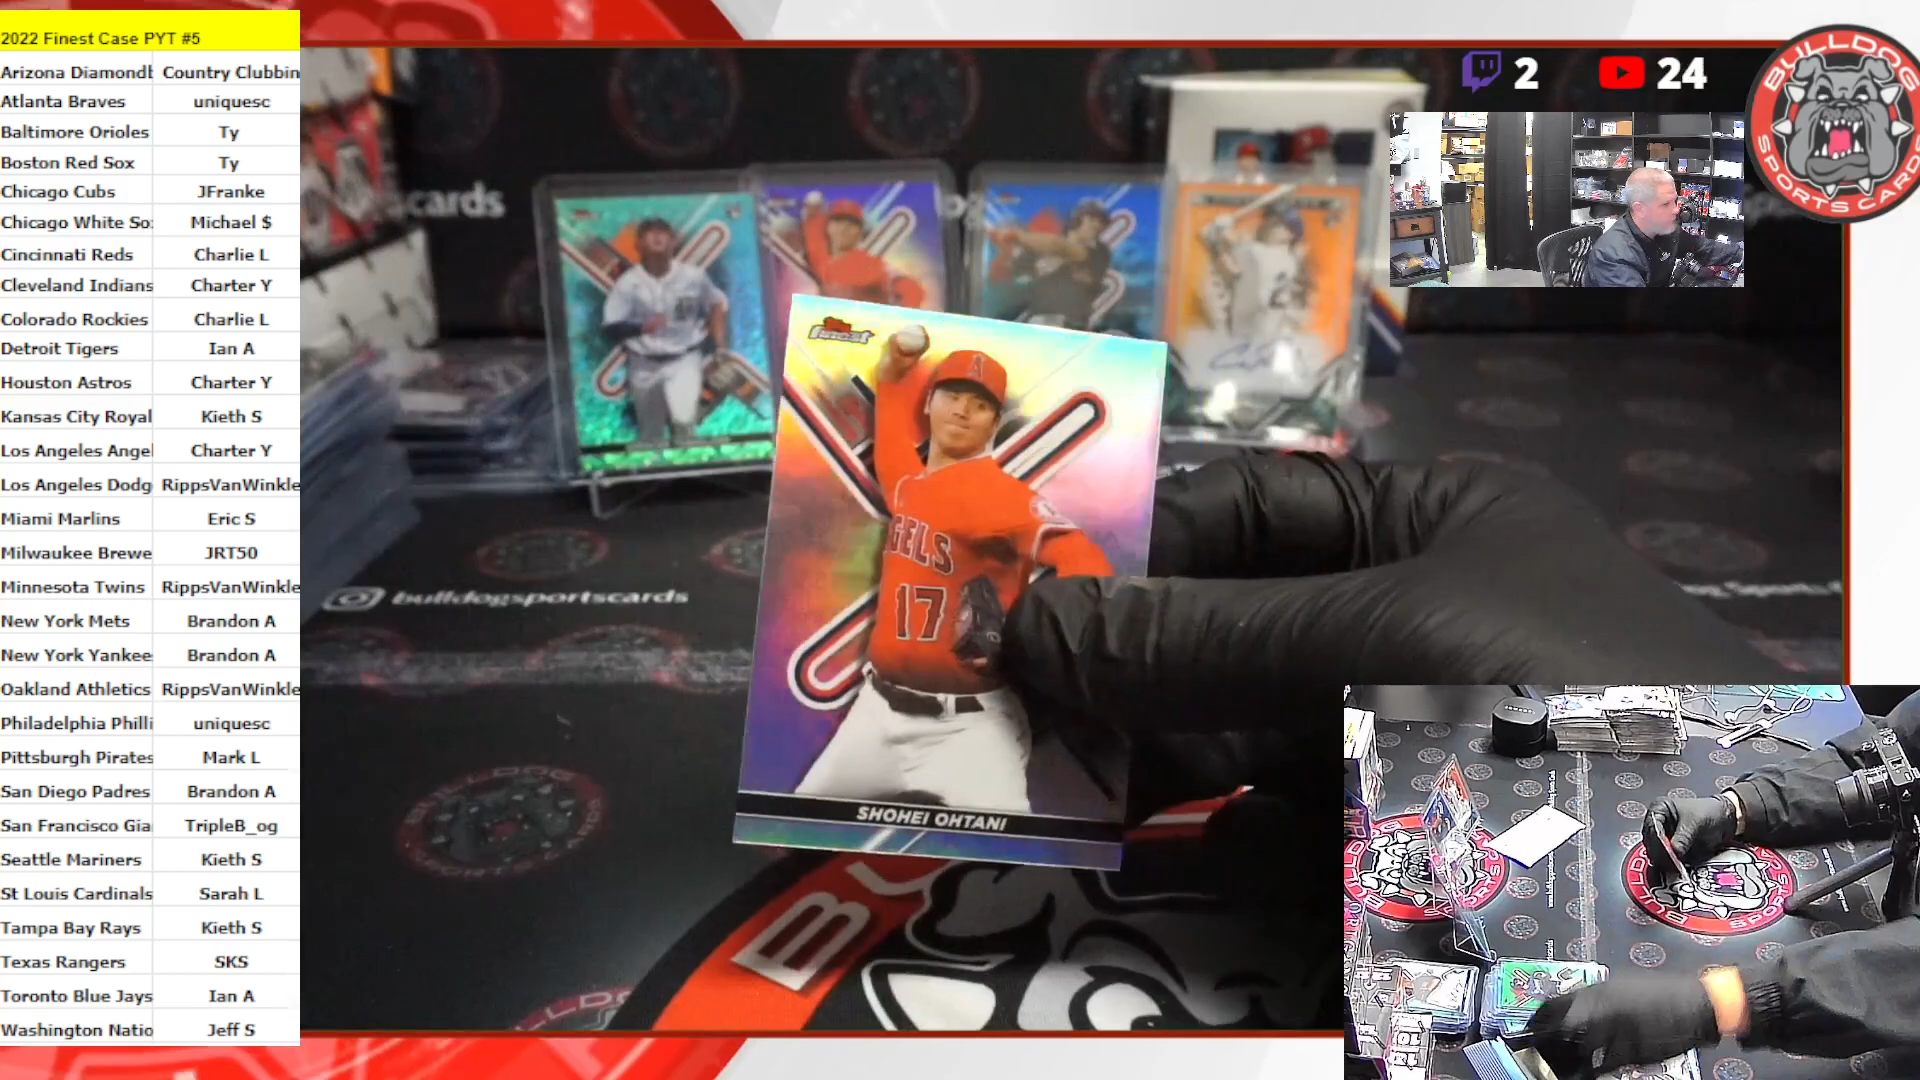 2022 Finest Case PYT #5
Arizona Diamondb Country Clubbin
Atlanta Braves uniquesc
Baltimore Orioles Ty
Boston Red Sox Ty
Chicago Cubs JFranke
Chicago White So Michael $
Cincinnati Reds Charlie L
Cleveland Indians Charter Y
Colorado Rockies Charlie L
Detroit Tigers Ian A
Houston Astros Charter Y
Kansas City Royal Kieth S
Los Angeles Angel Charter Y
Los Angeles Dodg RippsVanWinkle
Miami Marlins Eric S
Milwaukee Brewe JRT50
Minnesota Twins RippsVanWinkle
New York Mets Brandon A
New York Yankee Brandon A
Oakland Athletics RippsVanWinkle
Philadelphia Philli uniquesc
Pittsburgh Pirates Mark L
San Diego Padres Brandon A
San Francisco Gia TripleB_og
Seattle Mariners Kieth S
St Louis Cardinals Sarah L
Tampa Bay Rays Kieth S
Texas Rangers SKS
Toronto Blue Jays Ian A
Washington Natio Jeff S
2
24
BULLDOG
SPORTS CARDS
cards
Topps
finest
A
GELS
17
SHOHEI OHTANI
bulldogsportscards
BULLDOG
BU
BULLDOG
SPORTS